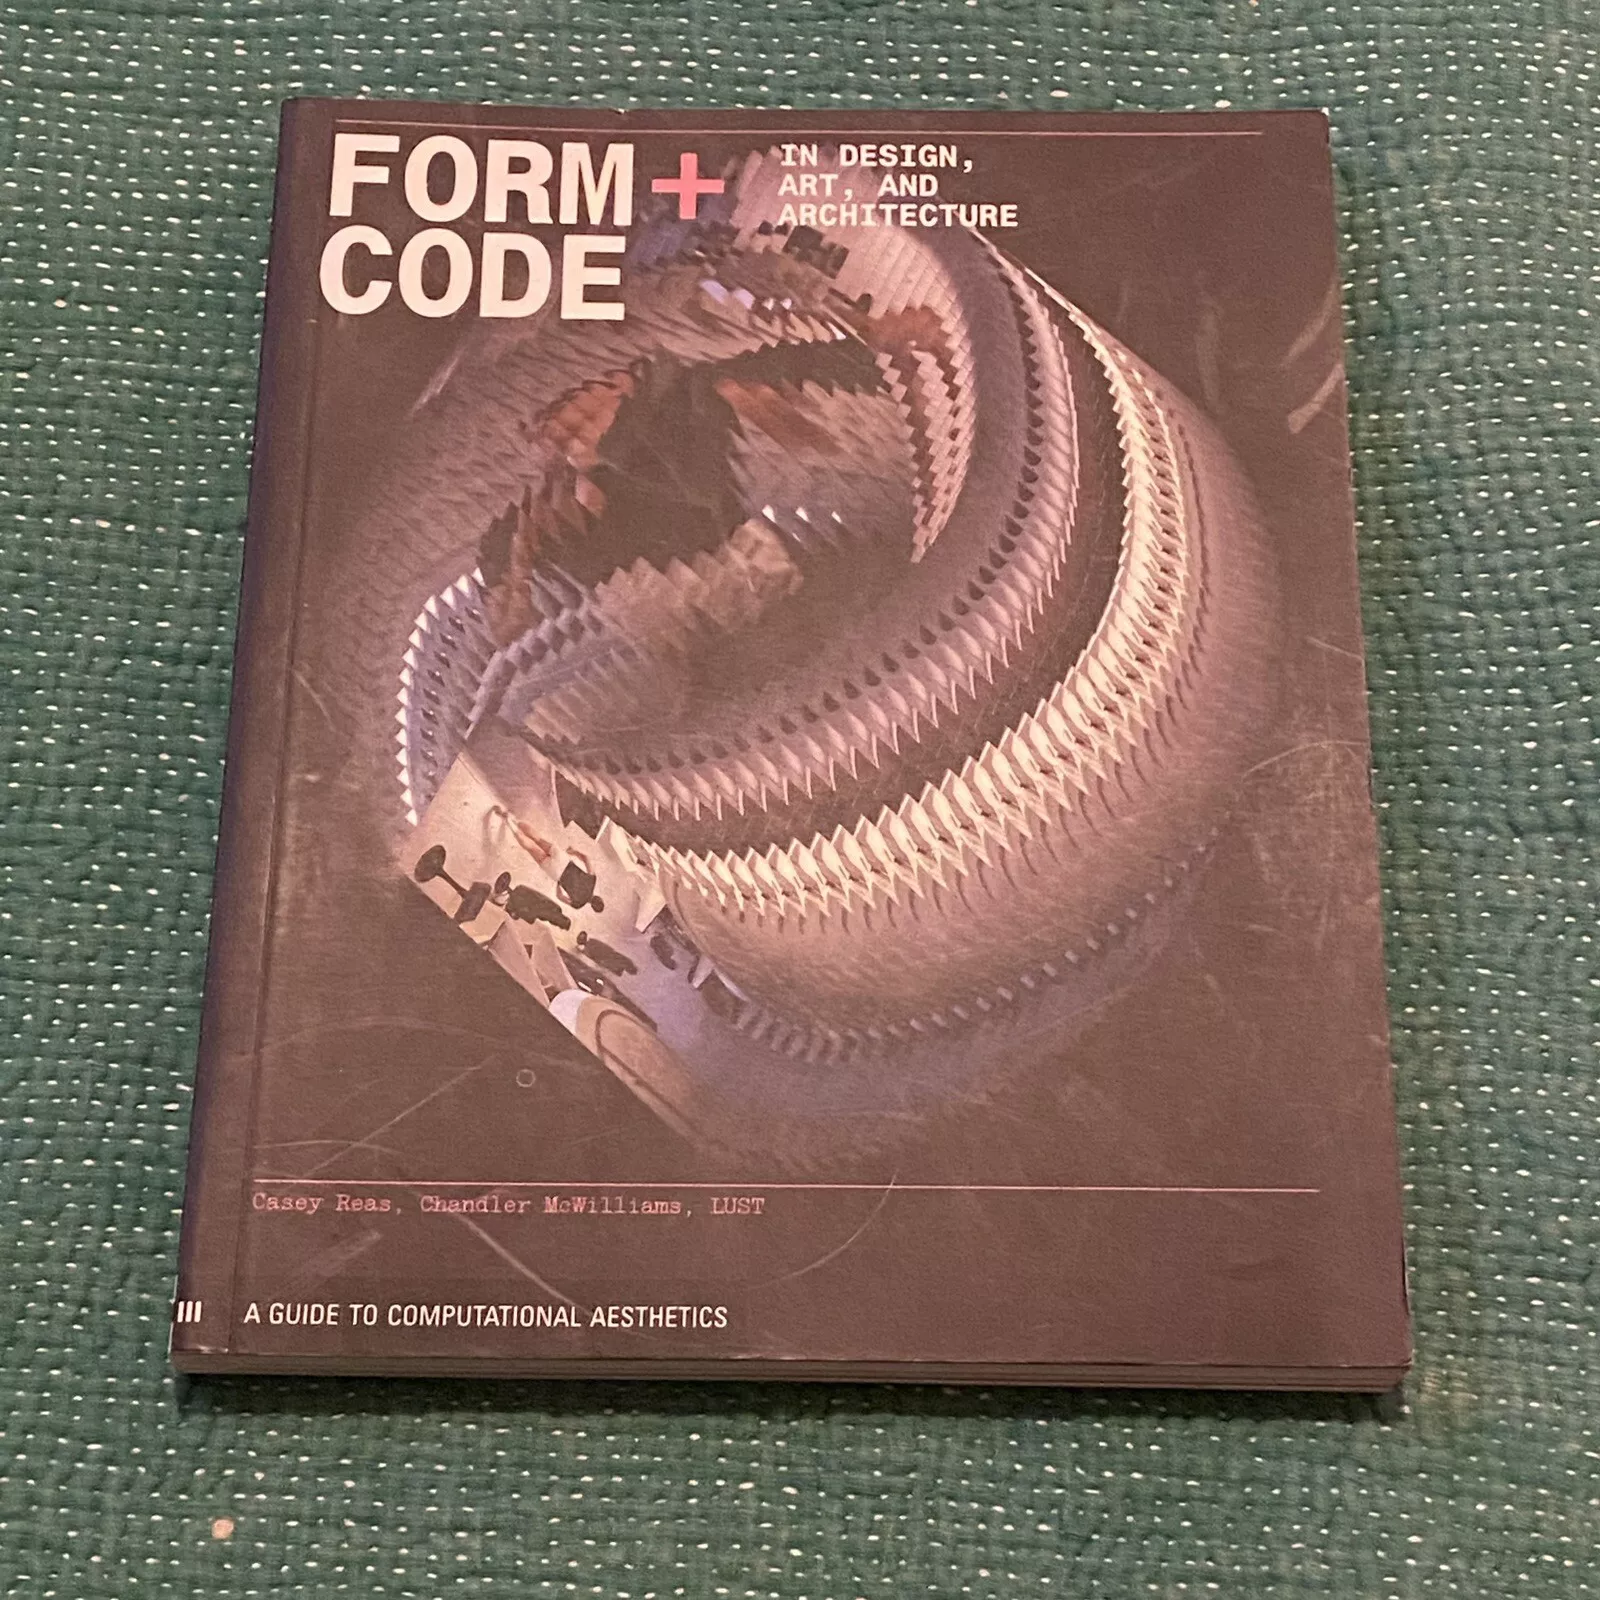 FORM +
CODE
IN DESIGN,
ART, AND
ARCHITECTURE
Casey Reas, Chandler McWilliams, LUST
A GUIDE TO COMPUTATIONAL AESTHETICS